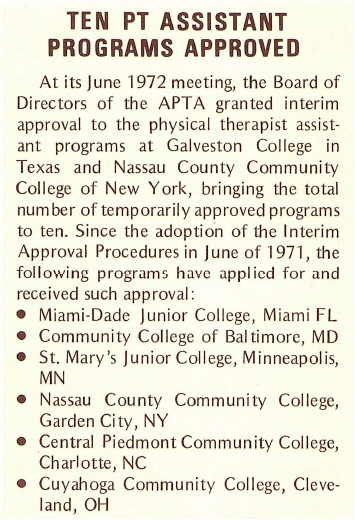 TEN PT ASSISTANT
PROGRAMS APPROVED
At its June 1972 meeting, the Board of
Directors of the APTA granted interim
approval to the physical therapist assist-
ant programs at Galveston College in
Texas and Nassau County Community
College of New York, bringing the total
number of temporarily approved programs
to ten. Since the adoption of the Interim
Approval Procedures in June of 1971, the
following programs have applied for and
received such approval:
● Miami-Dade Junior College, Miami FL
● Community College of Baltimore, MD
● St. Mary's Junior College, Minneapolis,
MN
● Nassau County Community College,
Garden City, NY
● Central Piedmont Community College,
Charlotte, NC
● Cuyahoga Community College, Cleve-
land, OH